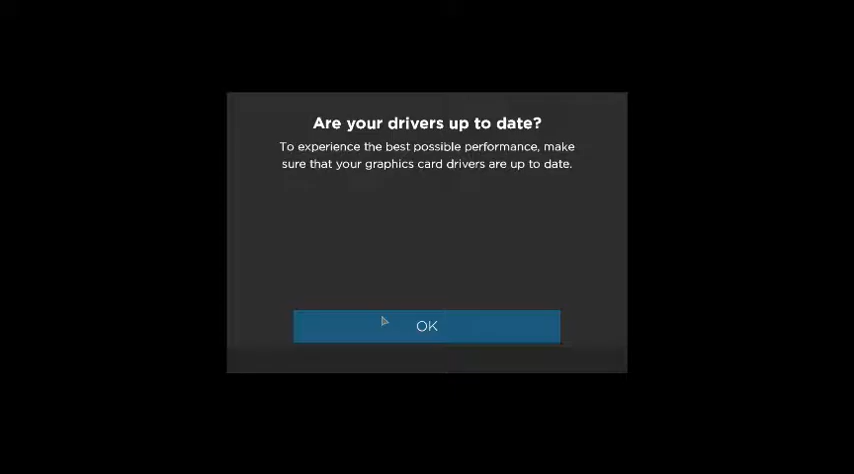 Are your drivers up to date?
To experience the best possible performance, make
sure that your graphics card drivers are up to date.
OK